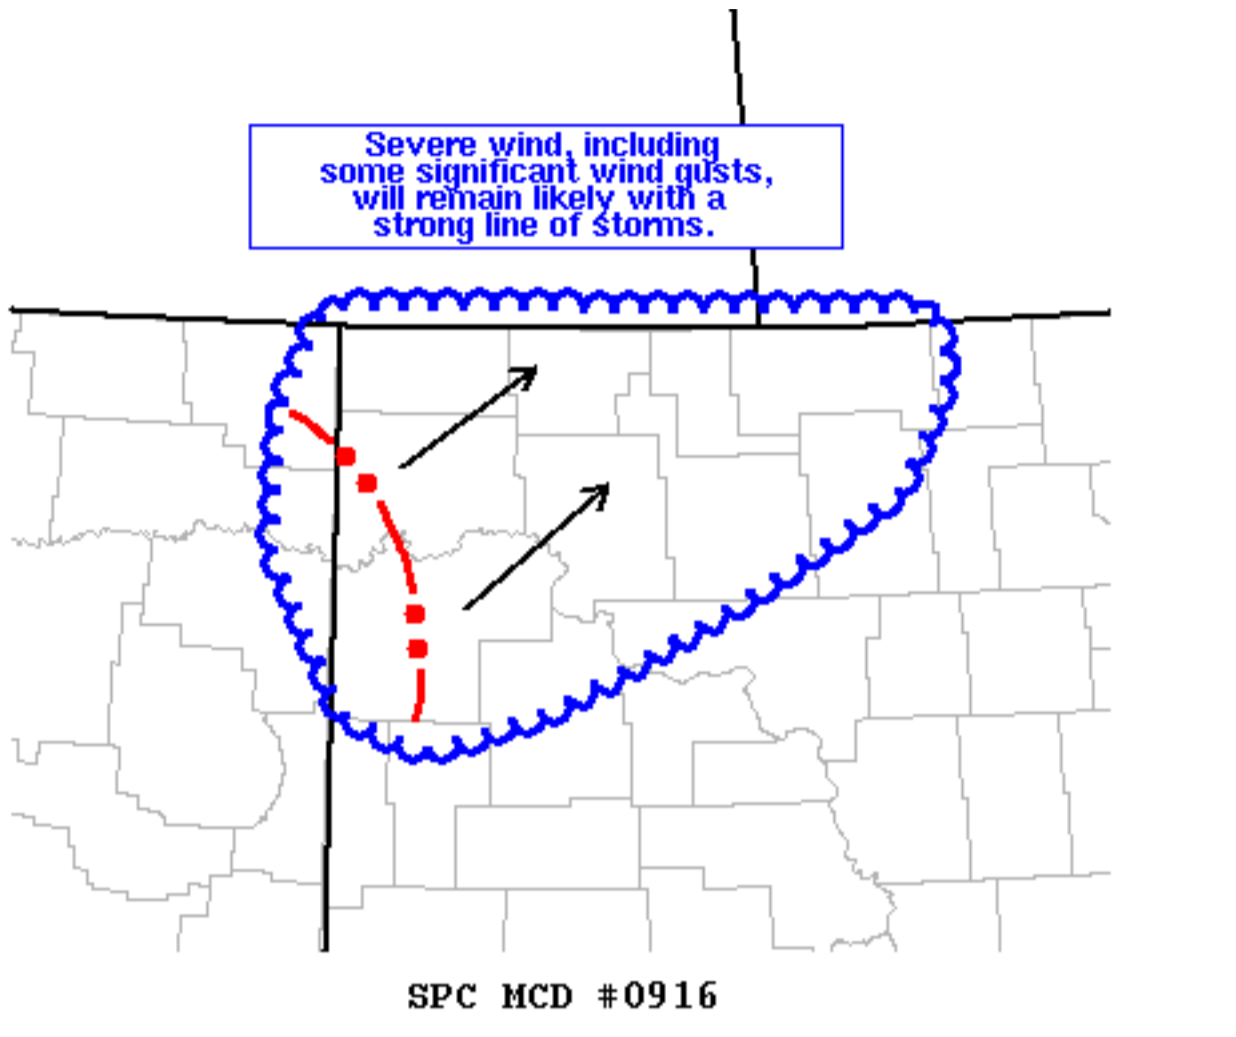 Severe wind, including
some significant wind gusts,
will remain likely with a
strong line of storms.
SPC MCD #0916